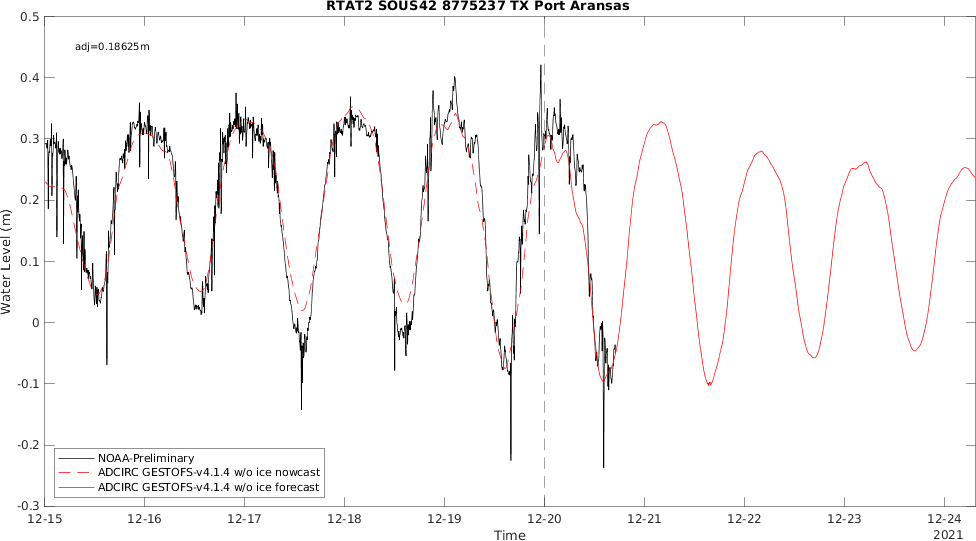 RTAT2 SOUS42 8775237 TX Port Aransas
adj=0.18625m
0.5
0.4
0.3
0.2
0.1
0
-0.1
-0.2
-0.3
Water Level (m)
NOAA-Preliminary
ADCIRC GESTOFS-v4.1.4 w/o ice nowcast
ADCIRC GESTOFS-v4.1.4 w/o ice forecast
12-15 12-16 12-17 12-18 12-19 12-20 12-21 12-22 12-23 12-24
2021
Time